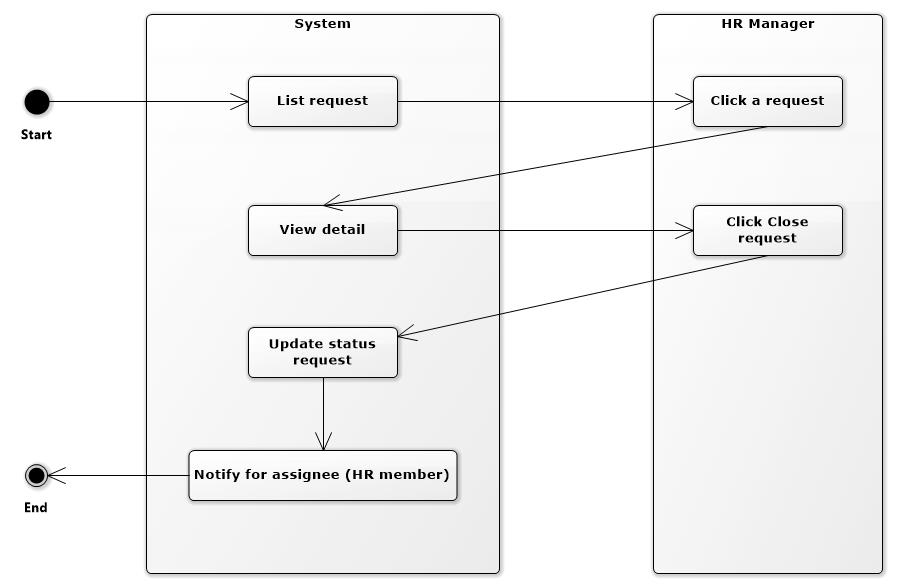 System
HR Manager
List request
Click a request
Start
View detail
Click Close
request
Update status
request
Notify for assignee (HR member)
End